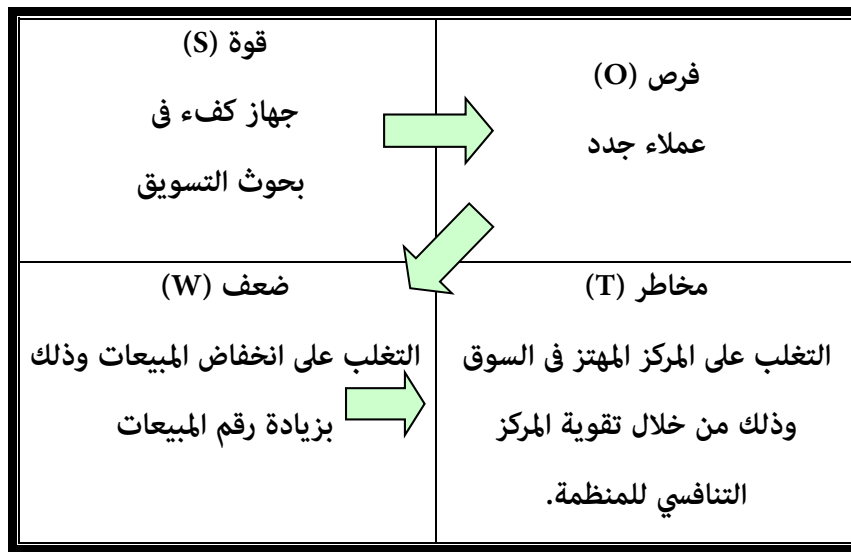 قوة (S)
جهاز كفء فى
بحوث التسويق
فرص (O)
عملاء جدد
ضعف (W)
التغلب على انخفاض المبيعات وذلك
بزيادة رقم المبيعات
مخاطر (T)
التغلب على المركز المهتز فى السوق
وذلك من خلال تقوية المركز
التنافسي للمنظمة.